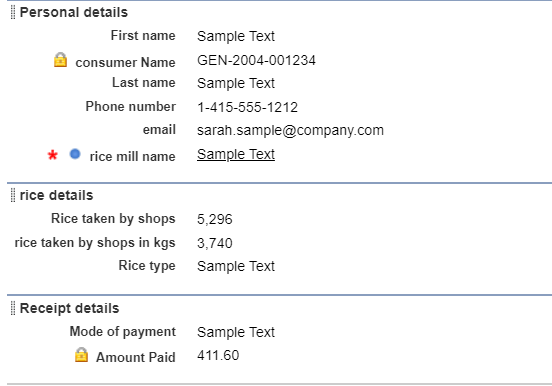 Personal details
First name Sample Text
consumer Name GEN-2004-001234
Last name Sample Text
Phone number 1-415-555-1212
email sarah.sample@company.com
* rice mill name Sample Text
rice details
Rice taken by shops 5,296
rice taken by shops in kgs 3,740
Rice type Sample Text
Receipt details
Mode of payment Sample Text
Amount Paid 411.60